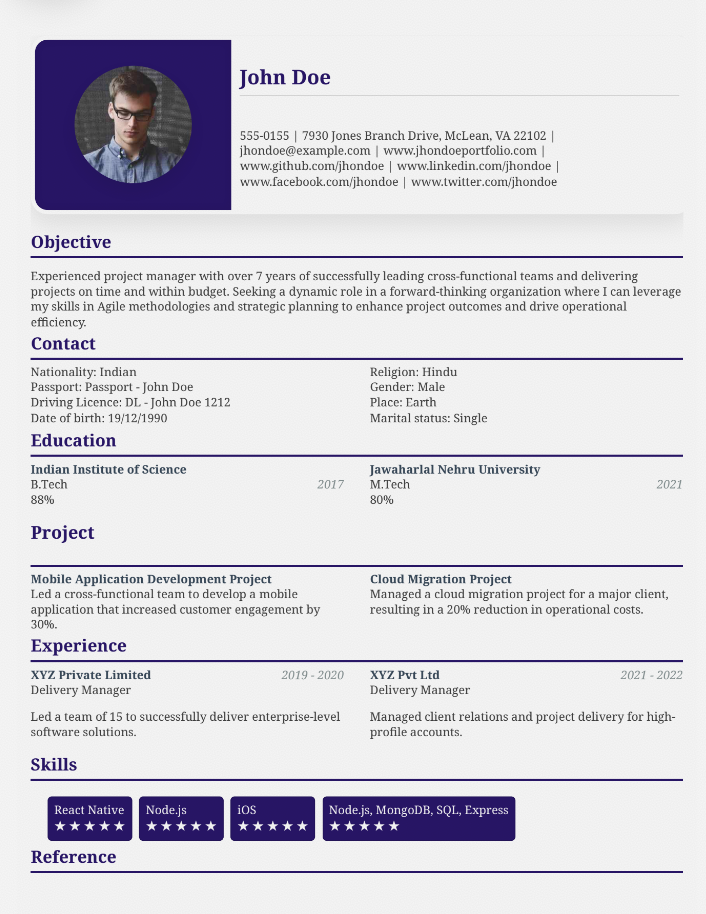 John Doe
555-0155 | 7930 Jones Branch Drive, McLean, VA 22102 |
jhondoe@example.com | www.jhondoeportfolio.com |
www.github.com/jhondoe | www.linkedin.com/jhondoe |
www.facebook.com/jhondoe | www.twitter.com/jhondoe
Objective
Experienced project manager with over 7 years of successfully leading cross-functional teams and delivering
projects on time and within budget. Seeking a dynamic role in a forward-thinking organization where I can leverage
my skills in Agile methodologies and strategic planning to enhance project outcomes and drive operational
efficiency.
Contact
Nationality: Indian
Passport: Passport - John Doe
Driving Licence: DL - John Doe 1212
Date of birth: 19/12/1990
Religion: Hindu
Gender: Male
Place: Earth
Marital status: Single
Education
Indian Institute of Science
B.Tech 2017
88%
Jawaharlal Nehru University
M.Tech 2021
80%
Project
Mobile Application Development Project
Led a cross-functional team to develop a mobile
application that increased customer engagement by
30%.
Cloud Migration Project
Managed a cloud migration project for a major client,
resulting in a 20% reduction in operational costs.
Experience
XYZ Private Limited 2019 - 2020
Delivery Manager
Led a team of 15 to successfully deliver enterprise-level
software solutions.
XYZ Pvt Ltd 2021 - 2022
Delivery Manager
Managed client relations and project delivery for high-
profile accounts.
Skills
React Native
★★★★★
Node.js
★★★★★
iOS
★★★★★
Node.js, MongoDB, SQL, Express
★★★★★
Reference